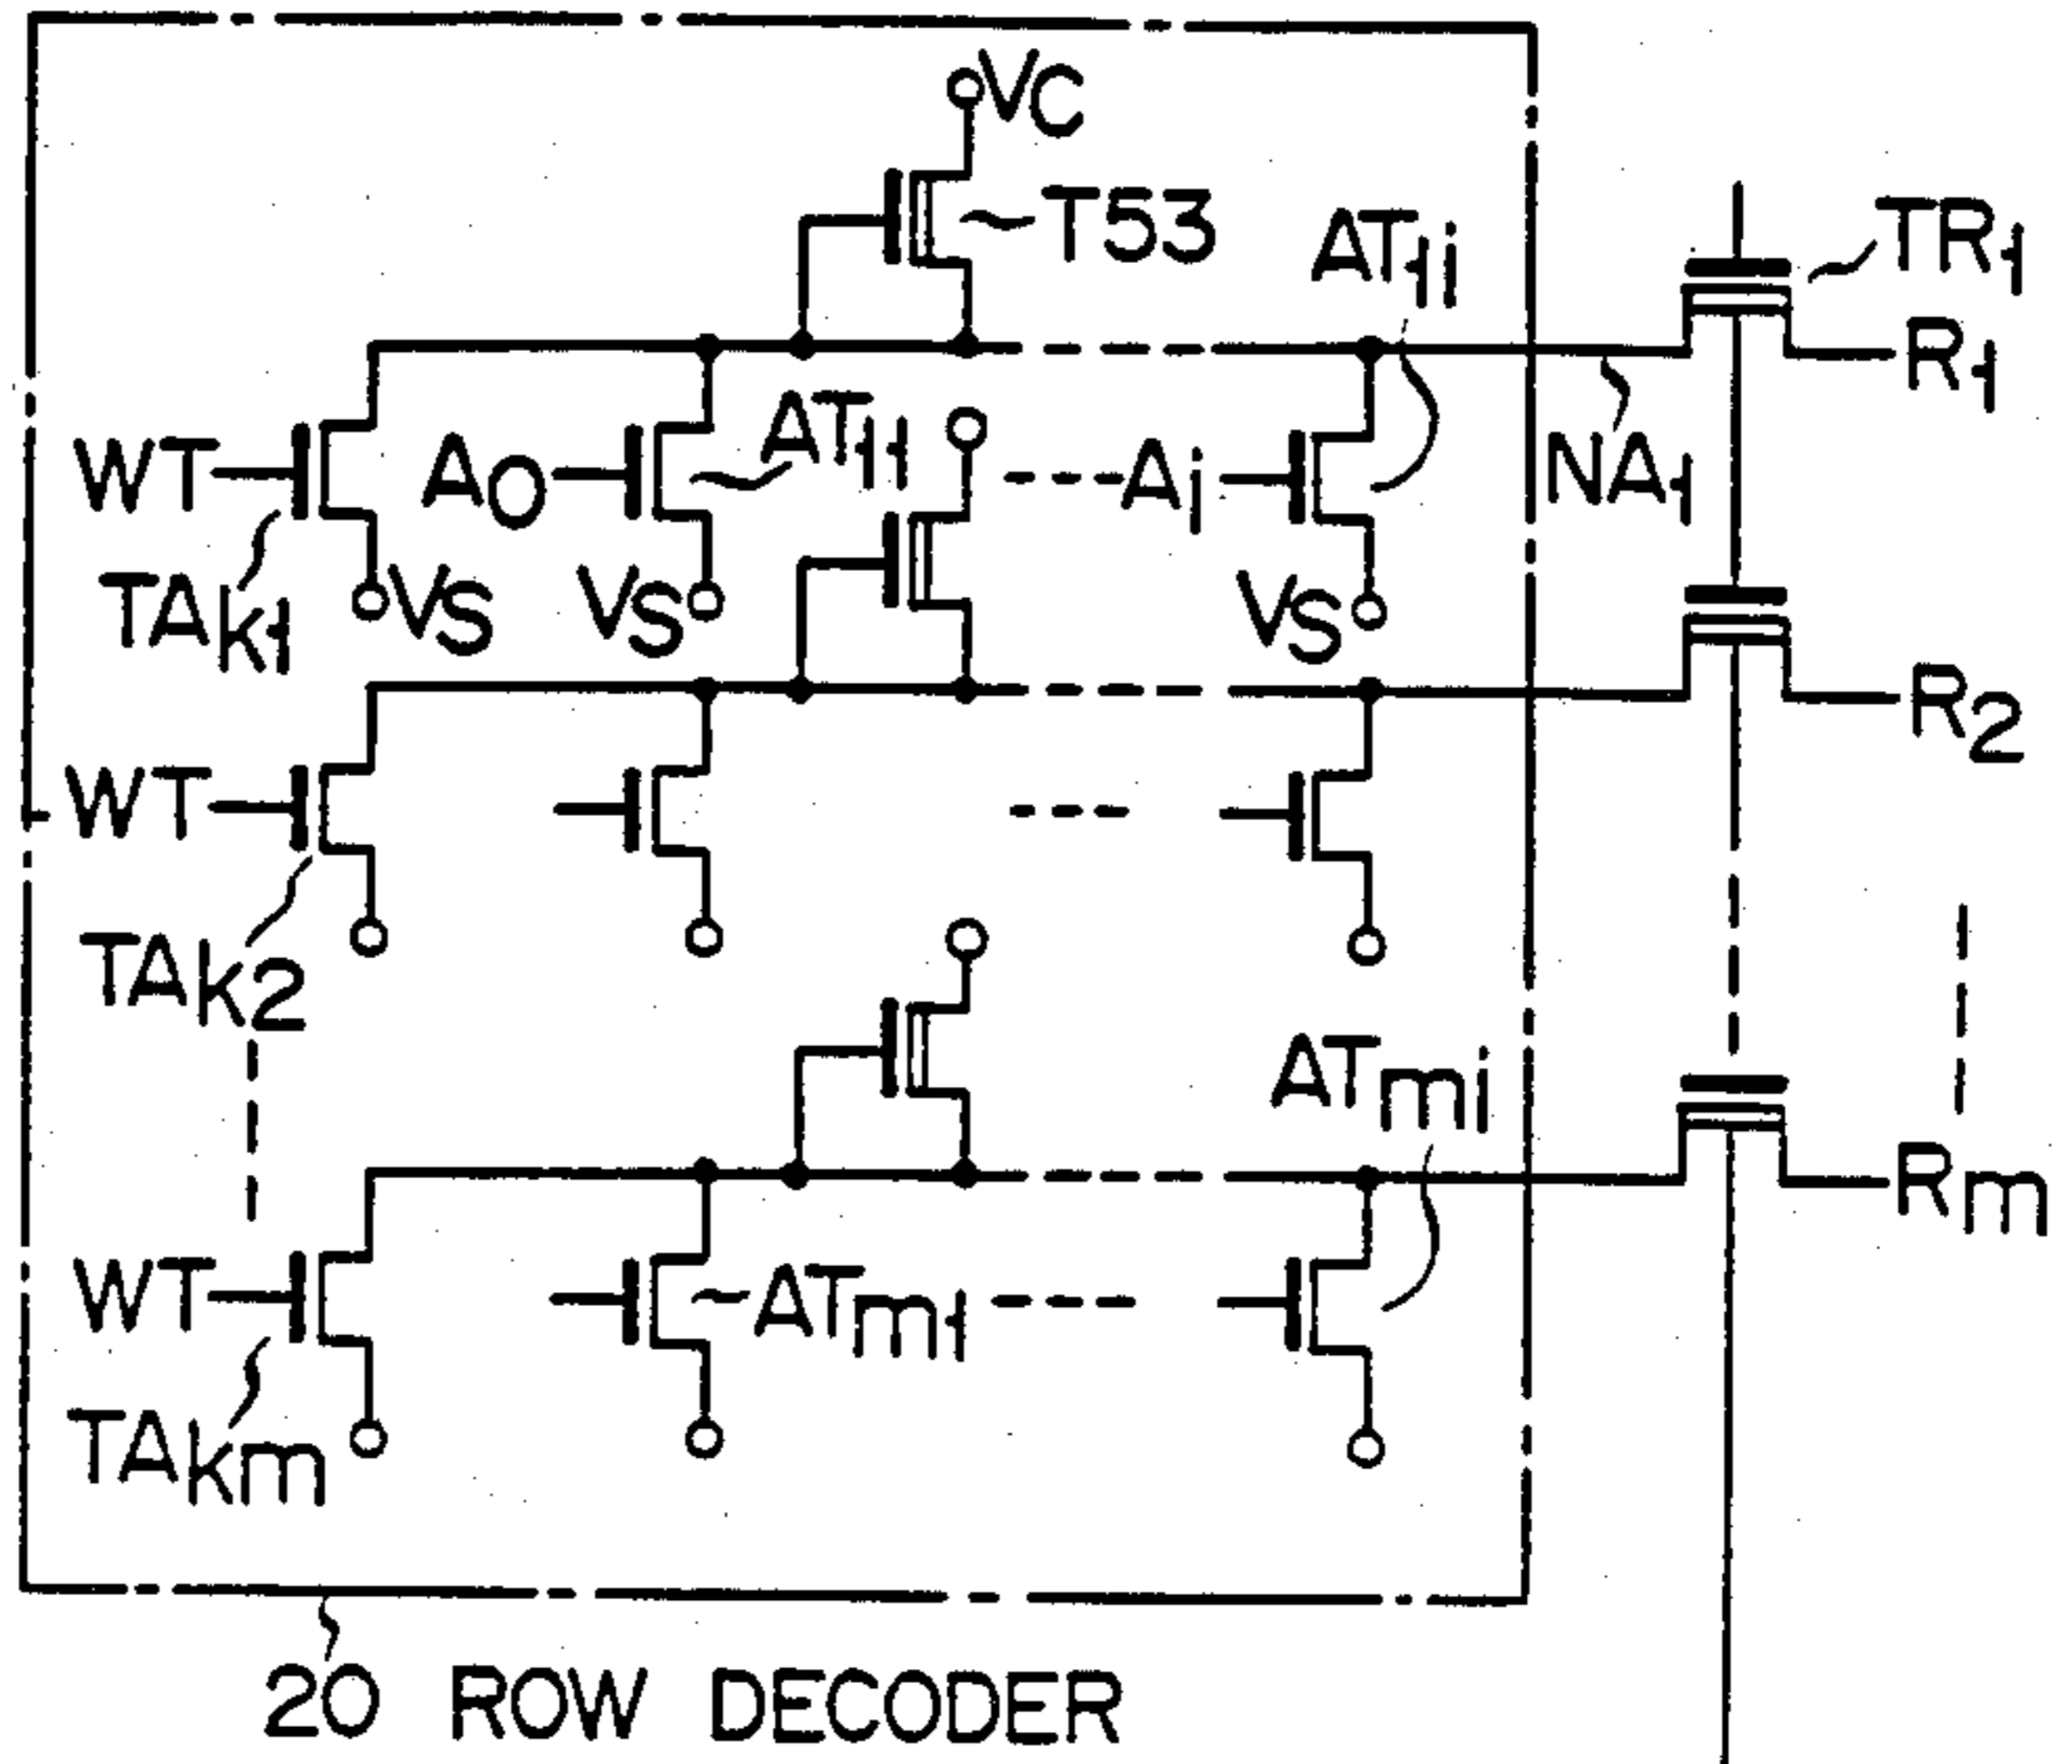 VC
T53
AT1i
TR1
R1
WT
A0
AT11
Aj
NA1
TAk1
VS
VS
VS
R2
WT
TAk2
ATmi
Rm
WT
ATm1
TAkm
20 ROW DECODER